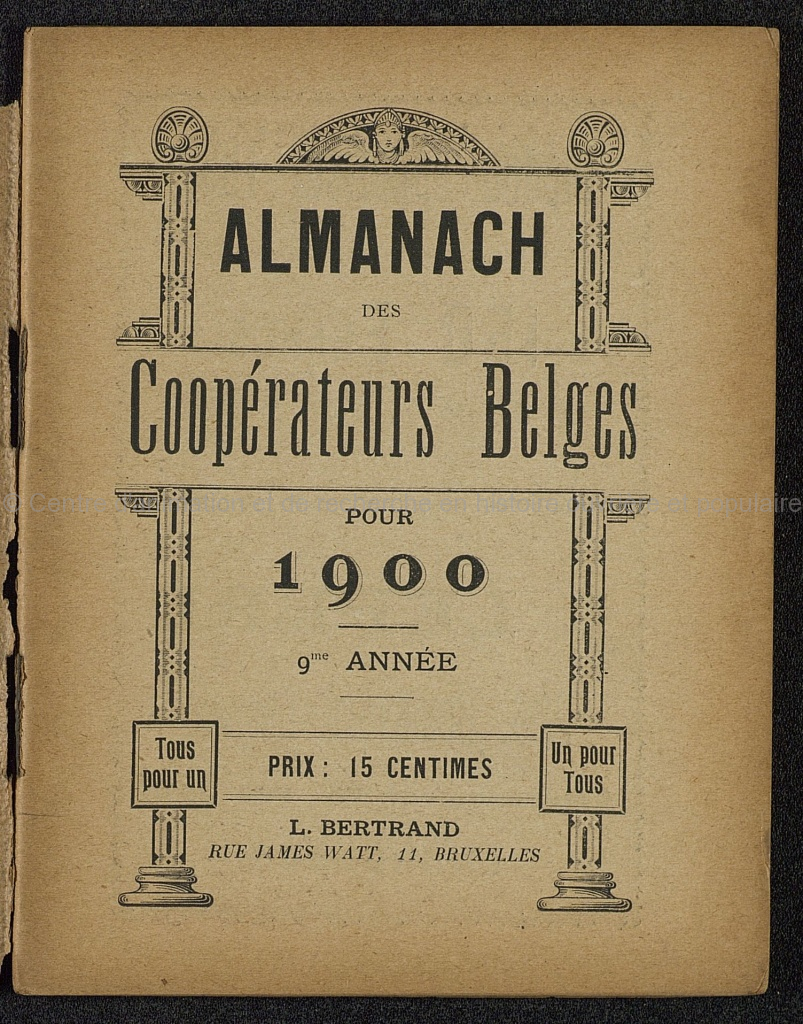 ALMANACH
DES
Coopérateurs Belges
POUR
1900
9me ANNÉE
Tous
pour un
PRIX : 15 CENTIMES
Un pour
Tous
L. BERTRAND
RUE JAMES WATT, 11, BRUXELLES